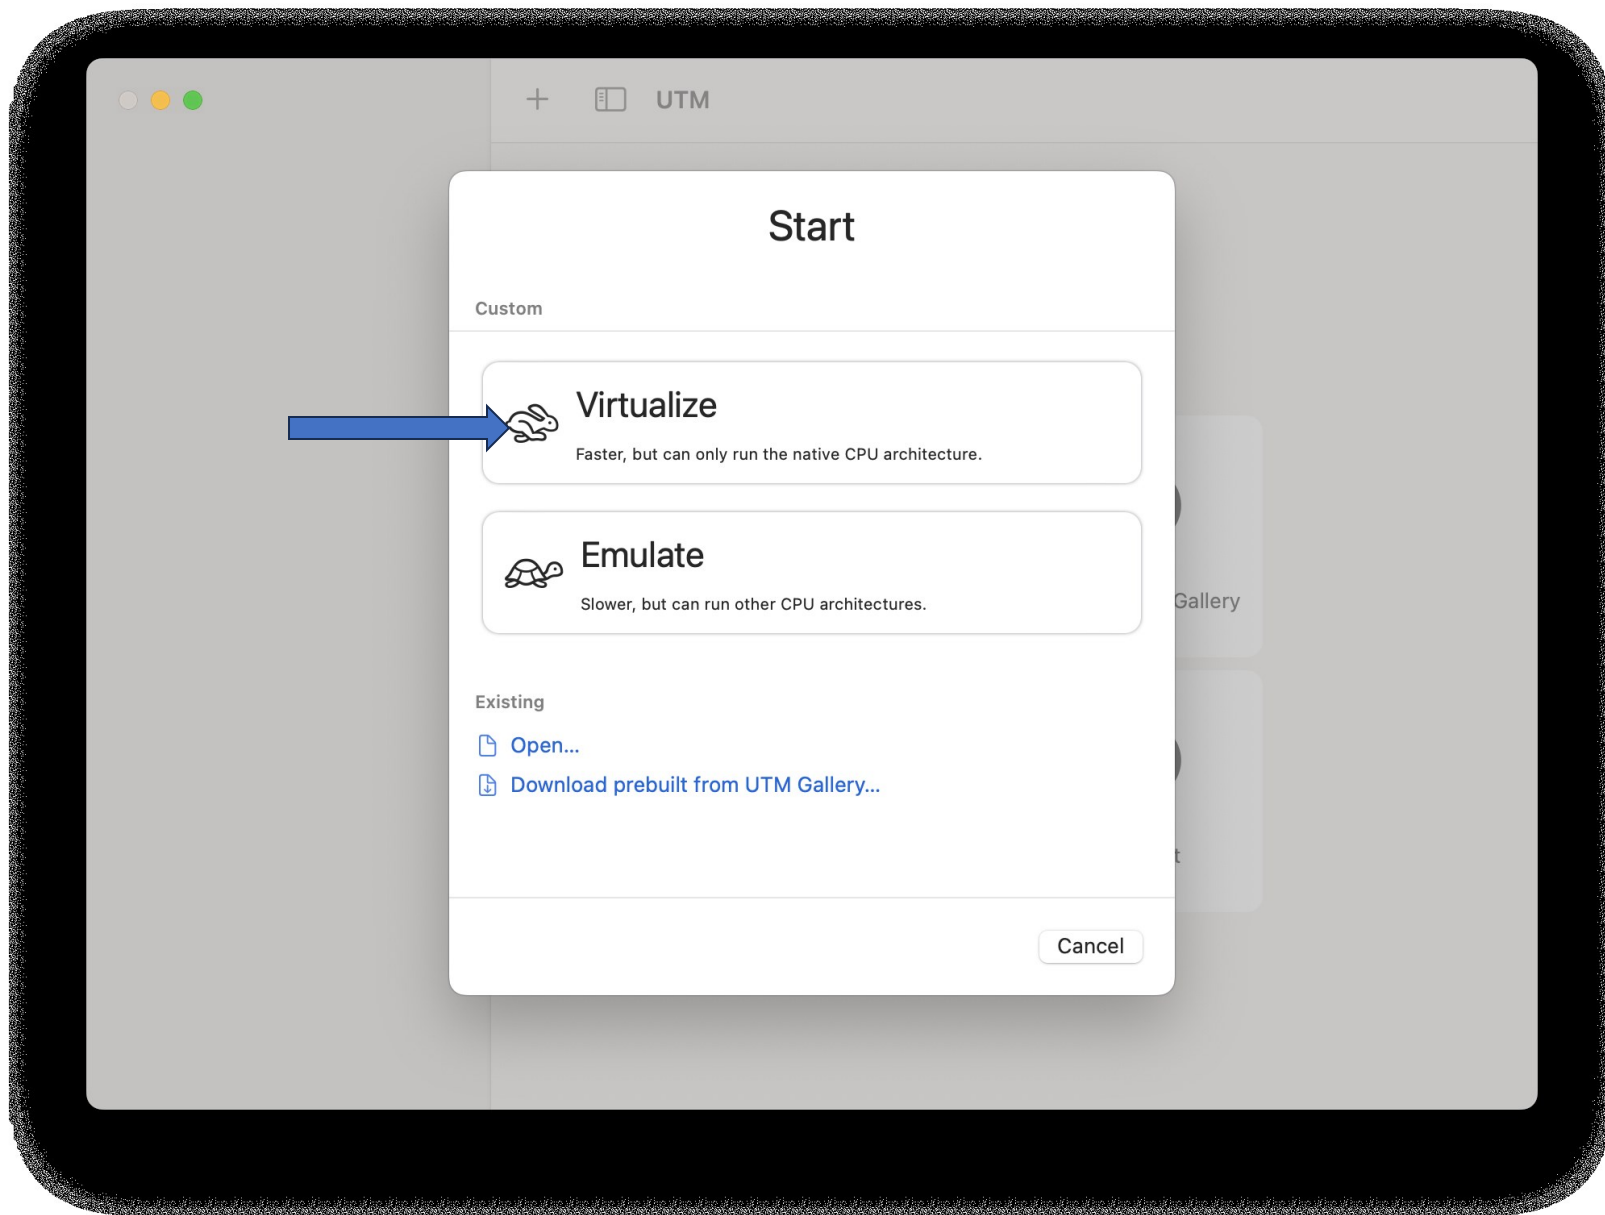 UTM
Start
Custom
Virtualize
Faster, but can only run the native CPU architecture.
Emulate
Slower, but can run other CPU architectures.
Gallery
Existing
Open...
Download prebuilt from UTM Gallery...
t
Cancel